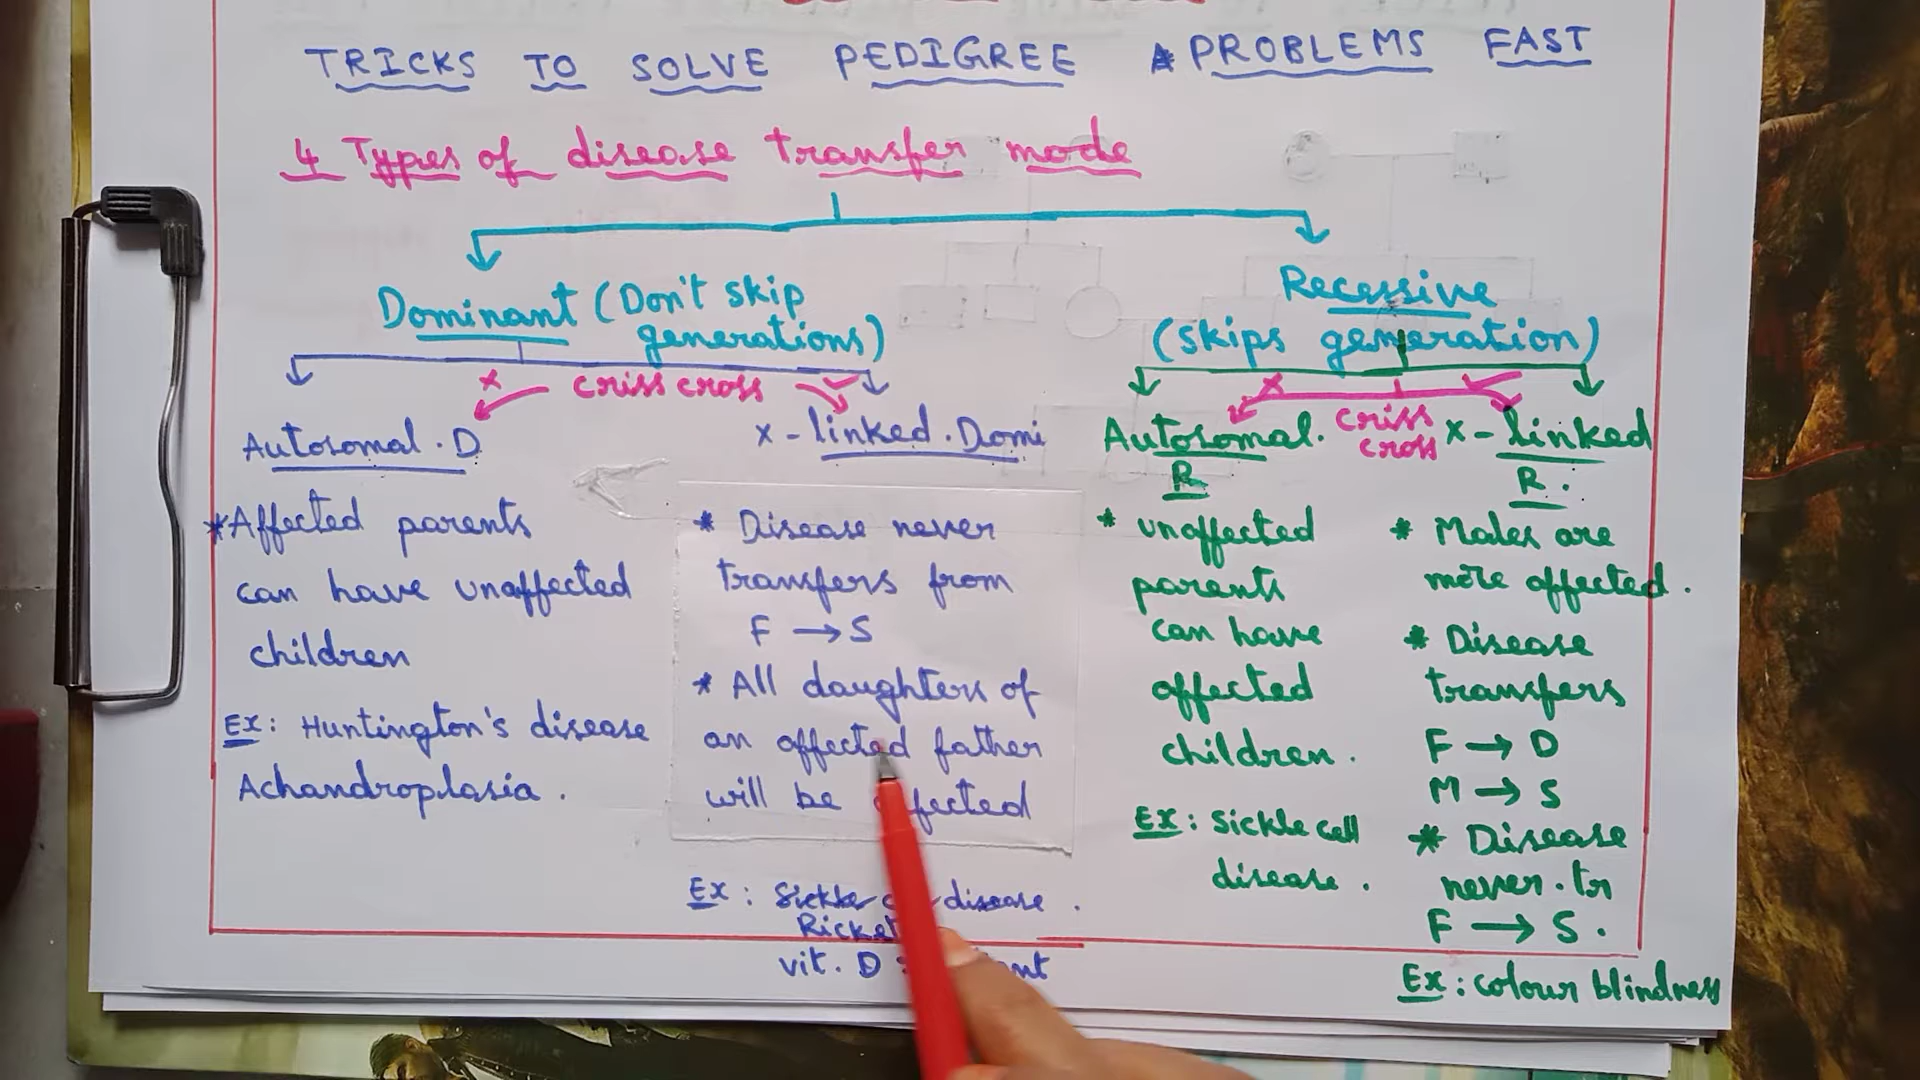 TRICKS TO SOLVE PEDIGREE PROBLEMS FAST
4 Types of disease transfer mode
Dominant (Don't skip
generations)
criss cross
Autosomal.D
x-linked.Domi
*Affected parents
can have unaffected
children
Ex: Huntington's disease
Achandroplasia.
* Disease never
transfers from
F → S
* All daughters of
an affected father
will be affected
Ex: disease.
vit. D
Recessive
(skips generation)
criss
cross
Autosomal.
R
x-linked
R.
* unaffected
parents
can have
affected
children.
Ex: Sickle cell
disease.
* Males are
more affected.
* Disease
transfers
F → D
M → S
* Disease
never.tr
F → S.
Ex: colour blindness